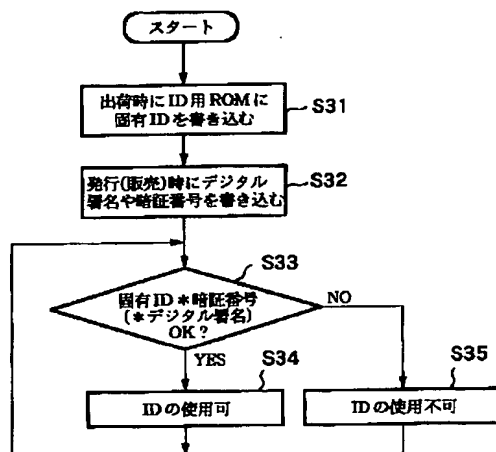 スタート
出荷時にID用ROMに
固有IDを書き込む
S31
発行(販売)時にデジタル
署名や暗証番号を書き込む
S32
S33
固有ID*暗証番号
(*デジタル署名)
OK?
NO
YES
S34
IDの使用可
S35
IDの使用不可